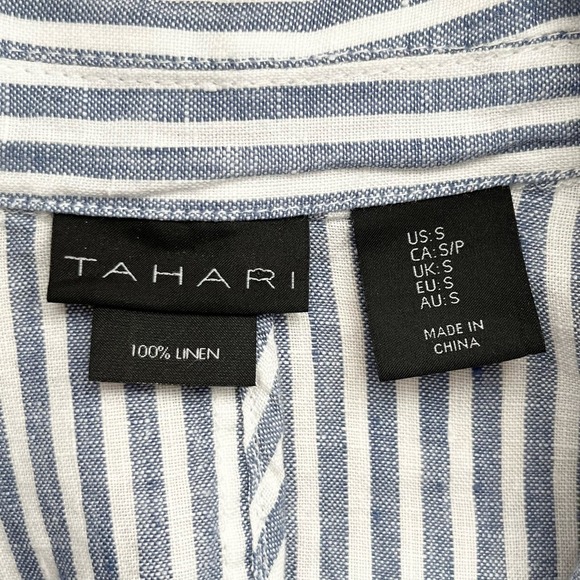 TAHARI
100% LINEN
US: S
CA: S/P
UK: S
EU: S
AU: S
MADE IN
CHINA